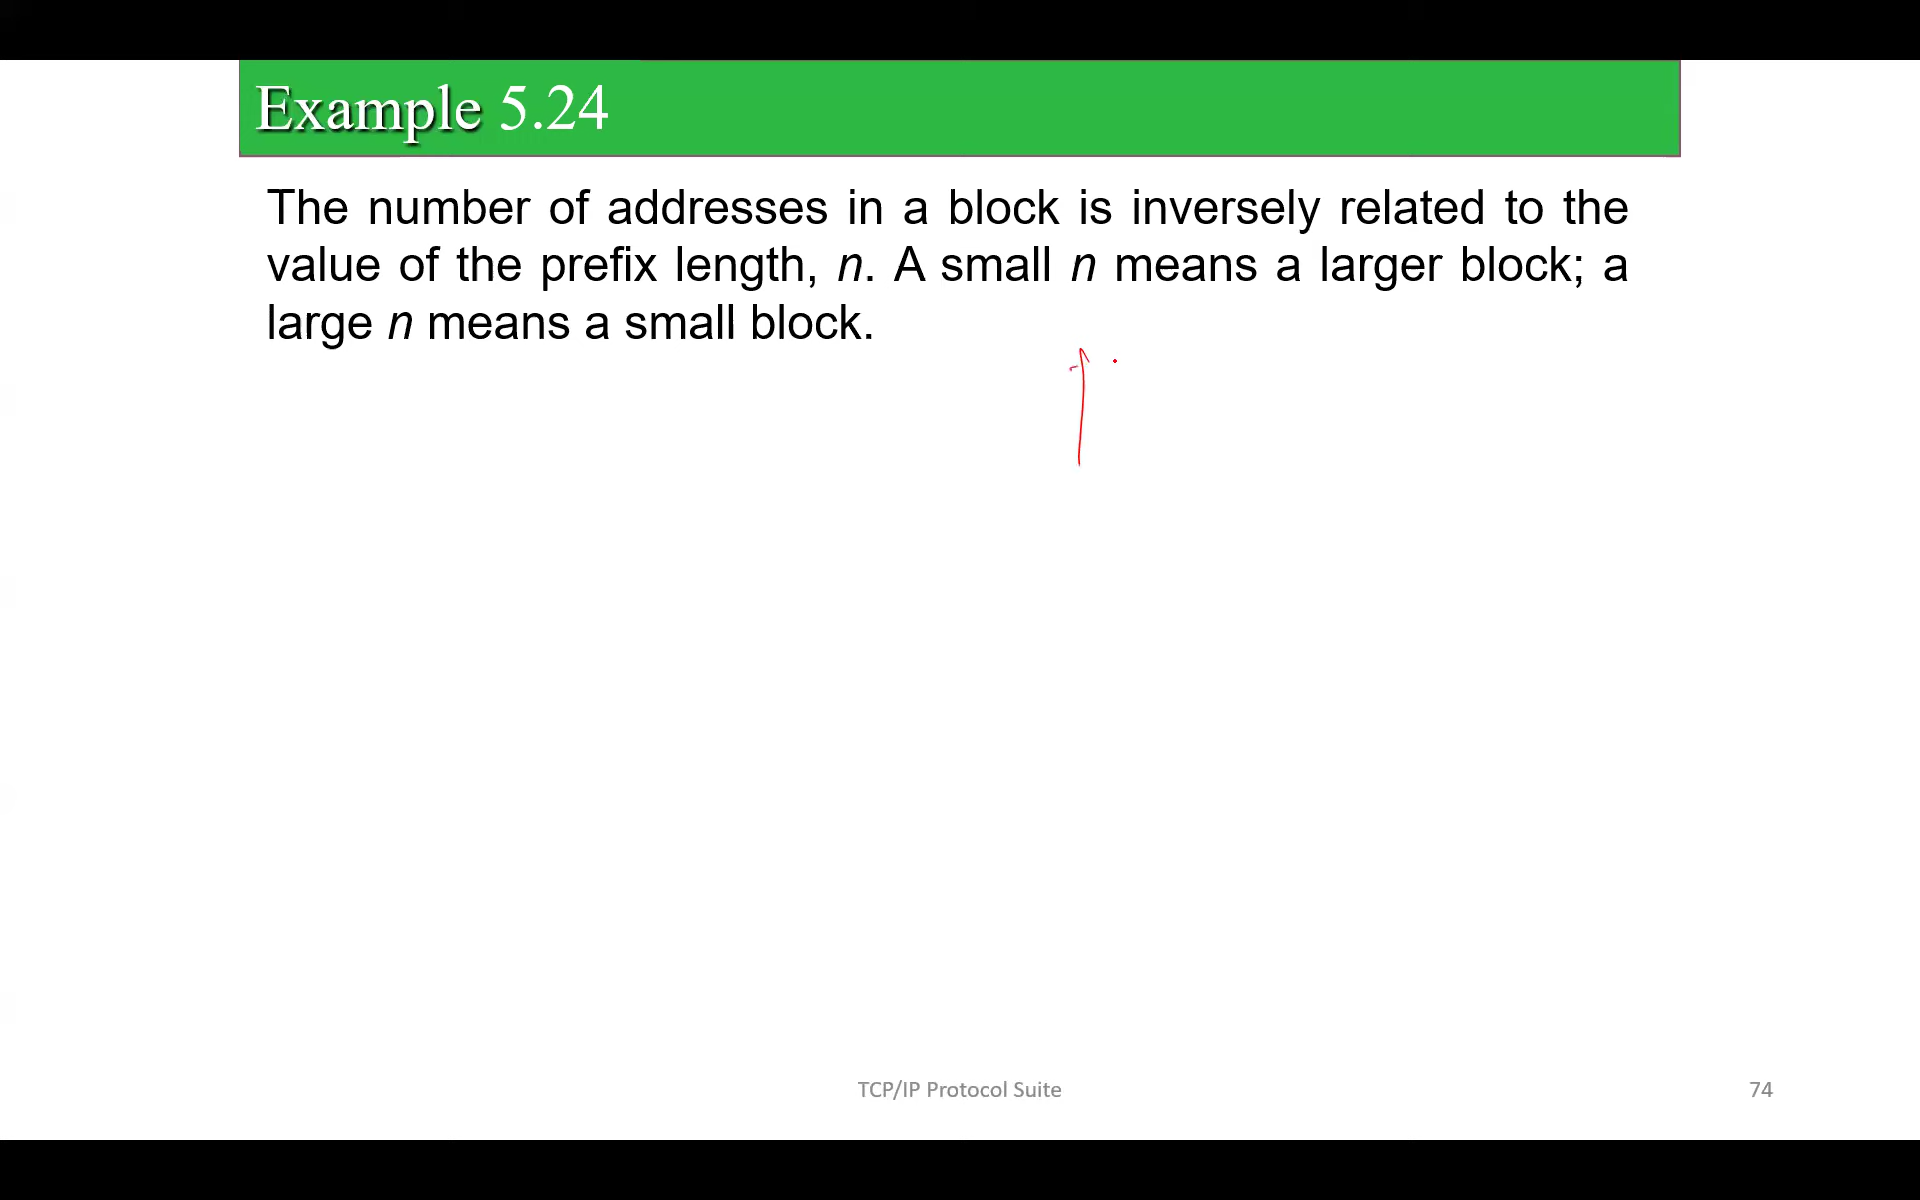 Example 5.24
The number of addresses in a block is inversely related to the
value of the prefix length, n. A small n means a larger block; a
large n means a small block.
TCP/IP Protocol Suite
74